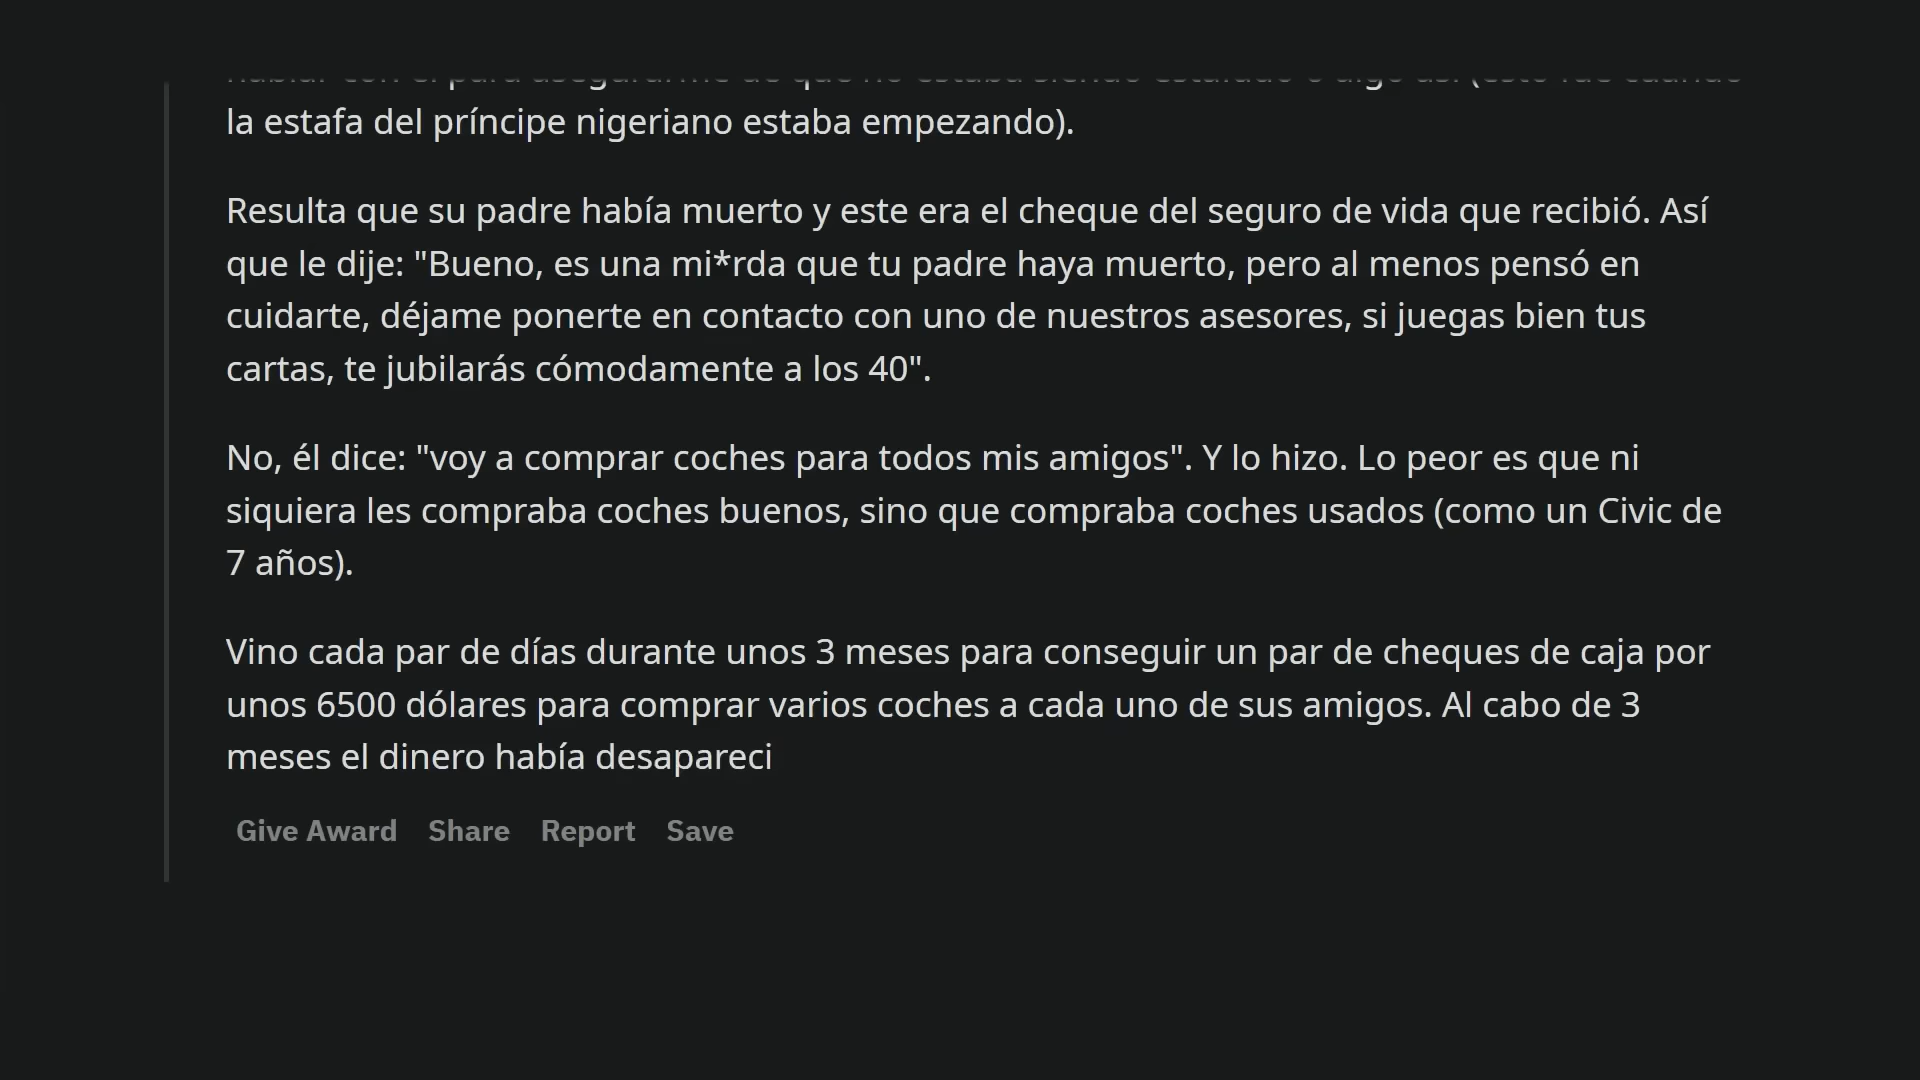 la estafa del príncipe nigeriano estaba empezando).
Resulta que su padre había muerto y este era el cheque del seguro de vida que recibió. Así
que le dije: "Bueno, es una mi*rda que tu padre haya muerto, pero al menos pensó en
cuidarte, déjame ponerte en contacto con uno de nuestros asesores, si juegas bien tus
cartas, te jubilarás cómodamente a los 40".
No, él dice: "voy a comprar coches para todos mis amigos". Y lo hizo. Lo peor es que ni
siquiera les compraba coches buenos, sino que compraba coches usados (como un Civic de
7 años).
Vino cada par de días durante unos 3 meses para conseguir un par de cheques de caja por
unos 6500 dólares para comprar varios coches a cada uno de sus amigos. Al cabo de 3
meses el dinero había desapareci
Give Award Share Report Save